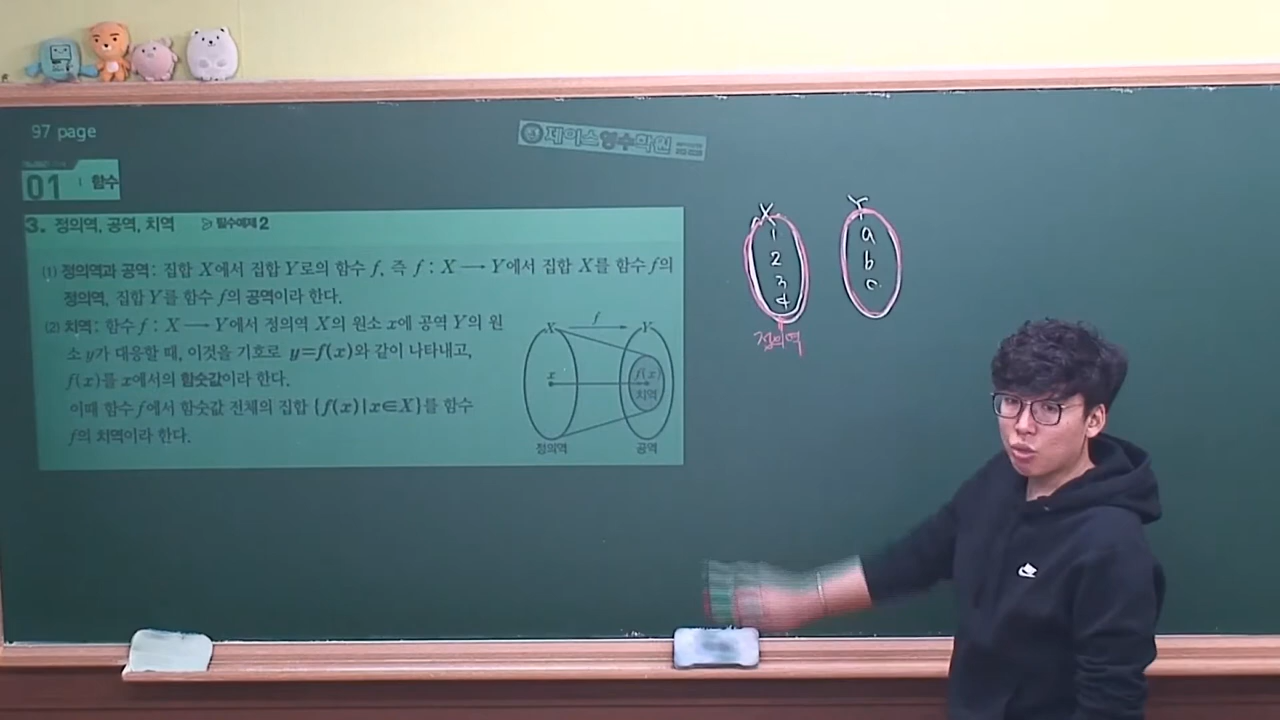 97 page
제이스영수학원
01 함수
3. 정의역, 공역, 치역 필수예제 2
(1) 정의역과 공역: 집합 X에서 집합 Y로의 함수 f, 즉 f : X → Y에서 집합 X를 함수 f의
정의역, 집합 Y를 함수 f의 공역이라 한다.
(2) 치역: 함수 f : X → Y에서 정의역 X의 원소 x에 공역 Y의 원
소 y가 대응할 때, 이것을 기호로 y=f(x)와 같이 나타내고,
f(x)를 x에서의 함숫값이라 한다.
이때 함수 f에서 함숫값 전체의 집합 {f(x)|x∈X}를 함수
f의 치역이라 한다.
f
X Y
x f(x)
치역
정의역 공역
X Y
1 a
2 b
3 c
4
정의역